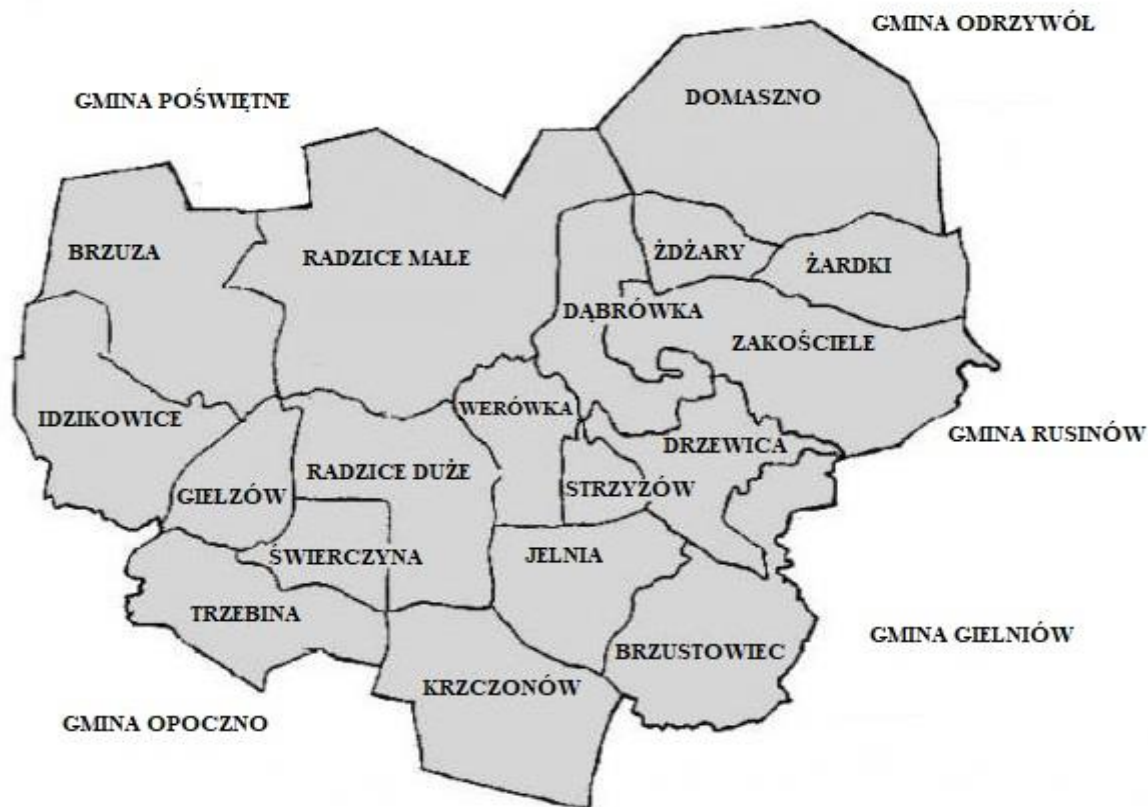 GMINA ODRZYWÓŁ
GMINA POŚWIĘTNE
DOMASZNO
BRZUZA
RADZICE MAŁE
ŻDŻARY
ŻARDKI
DĄBRÓWKA
ZAKOŚCIELE
IDZIKOWICE
WERÓWKA
DRZEWICA
GMINA RUSINÓW
RADZICE DUŻE
GIELZÓW
STRZYŻÓW
ŚWIERCZYNA
JELNIA
TRZEBINA
GMINA GIELNIÓW
BRZUSTOWIEC
KRZCZONÓW
GMINA OPOCZNO